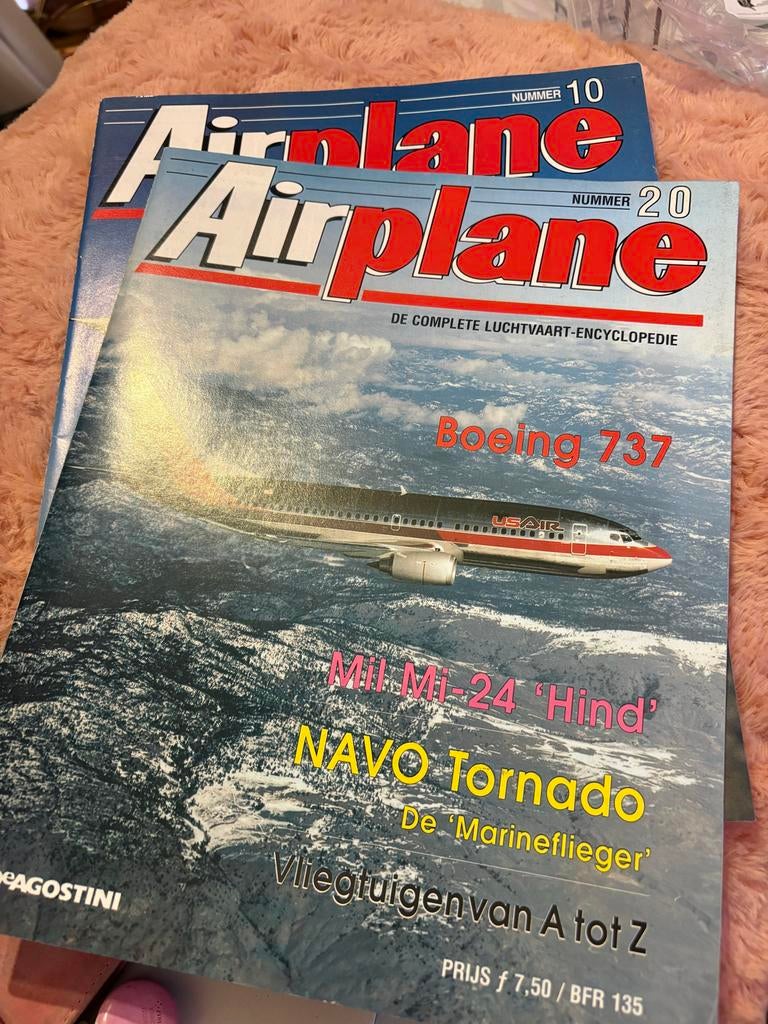 NUMMER 10
Airplane
NUMMER 20
Airplane
DE COMPLETE LUCHTVAART-ENCYCLOPEDIE
Boeing 737
USAIR
Mil Mi-24 'Hind'
NAVO Tornado
De 'Marineflieger'
Vliegtuigen van A tot Z
DeAGOSTINI
PRIJS ƒ 7,50 / BFR 135